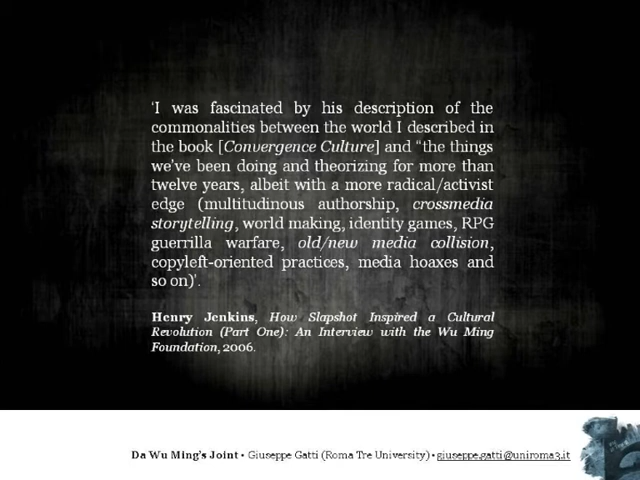 ‘I was fascinated by his description of the
commonalities between the world I described in
the book [Convergence Culture] and “the things
we’ve been doing and theorizing for more than
twelve years, albeit with a more radical/activist
edge (multitudinous authorship, crossmedia
storytelling, world making, identity games, RPG
guerrilla warfare, old/new media collision,
copyleft-oriented practices, media hoaxes and
so on)’.
Henry Jenkins, How Slapshot Inspired a Cultural
Revolution (Part One): An Interview with the Wu Ming
Foundation, 2006.
Da Wu Ming’s Joint • Giuseppe Gatti (Roma Tre University) • giuseppe.gatti@uniroma3.it